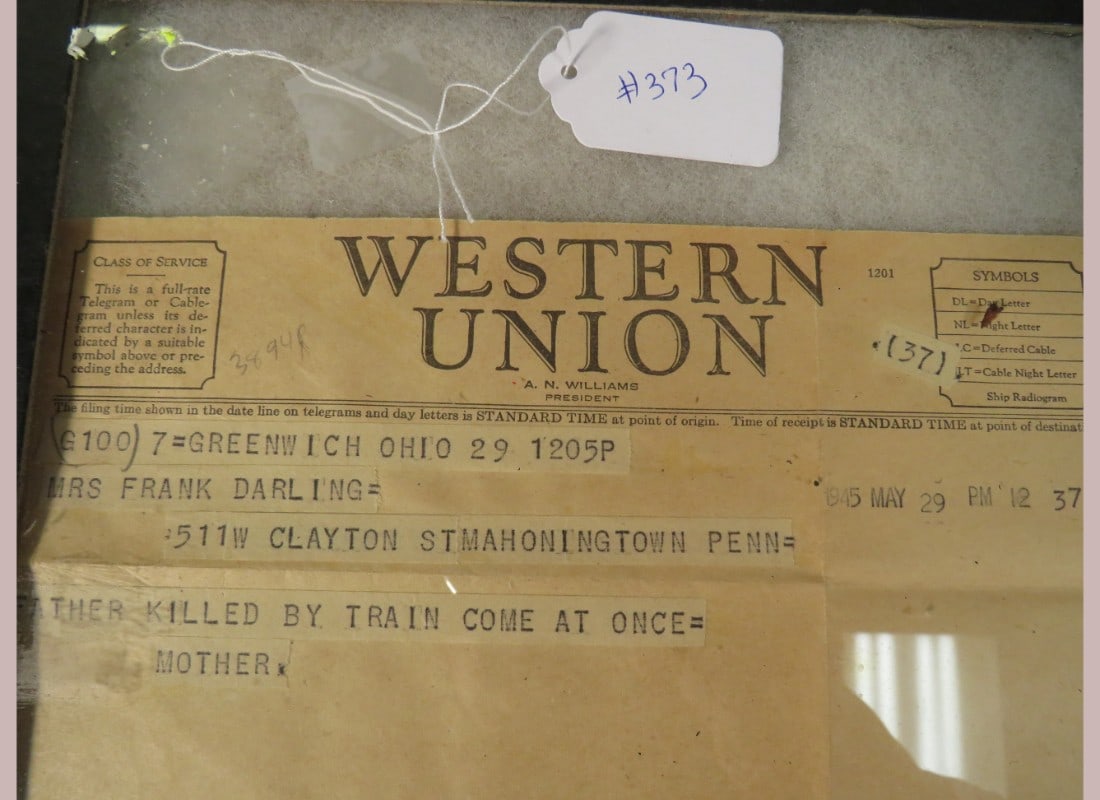 #373
WESTERN
UNION
1201
A. N. WILLIAMS
PRESIDENT
CLASS OF SERVICE
This is a full-rate
Telegram or Cable-
gram unless its de-
ferred character is in-
dicated by a suitable
symbol above or pre-
ceding the address.
(37)
SYMBOLS
DL=Day Letter
NL=Night Letter
LC=Deferred Cable
NLT=Cable Night Letter
Ship Radiogram
The filing time shown in the date line on telegrams and day letters is STANDARD TIME at point of origin. Time of receipt is STANDARD TIME at point of destinat
(G100) 7=GREENWICH OHIO 29 1205P
MRS FRANK DARLING=
1945 MAY 29 PM 12 37
:511W CLAYTON STMAHONINGTOWN PENN=
FATHER KILLED BY TRAIN COME AT ONCE=
MOTHER.